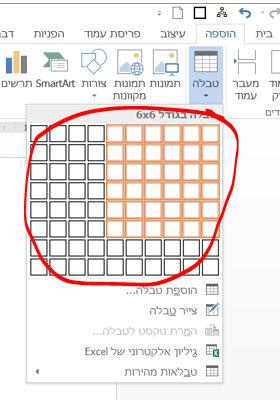 בית הוספה עיצוב פריסת עמוד הפניות
מעבר עמוד טבלה תמונות תמונות מקוונות צורות SmartArt תרשים
טבלה בגודל 6x6
הוספת טבלה...
צייר טבלה
המרת טקסט לטבלה...
גיליון אלקטרוני של Excel
טבלאות מהירות